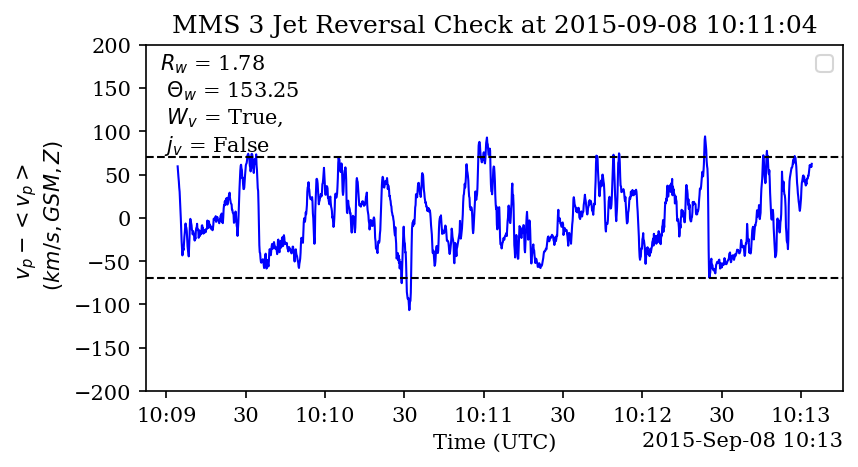 MMS 3 Jet Reversal Check at 2015-09-08 10:11:04
R_w = 1.78
Θ_w = 153.25
W_v = True,
j_v = False
v_p − < v_p >
(km/s, GSM, Z)
200
150
100
50
0
−50
−100
−150
−200
10:09 30 10:10 30 10:11 30 10:12 30 10:13
Time (UTC)
2015-Sep-08 10:13